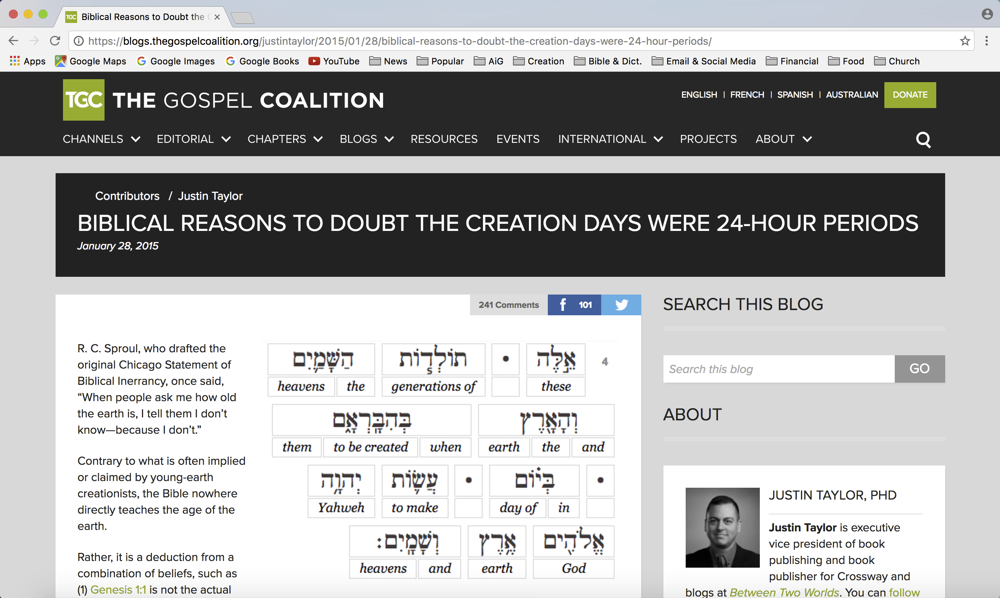 TGC Biblical Reasons to Doubt the
https://blogs.thegospelcoalition.org/justintaylor/2015/01/28/biblical-reasons-to-doubt-the-creation-days-were-24-hour-periods/
Apps Google Maps Google Images Google Books YouTube News Popular AiG Creation Bible & Dict. Email & Social Media Financial Food Church
TGC THE GOSPEL COALITION
ENGLISH | FRENCH | SPANISH | AUSTRALIAN DONATE
CHANNELS EDITORIAL CHAPTERS BLOGS RESOURCES EVENTS INTERNATIONAL PROJECTS ABOUT
Contributors / Justin Taylor
BIBLICAL REASONS TO DOUBT THE CREATION DAYS WERE 24-HOUR PERIODS
January 28, 2015
241 Comments f 101
R. C. Sproul, who drafted the
original Chicago Statement of
Biblical Inerrancy, once said,
“When people ask me how old
the earth is, I tell them I don’t
know—because I don’t.”
Contrary to what is often implied
or claimed by young-earth
creationists, the Bible nowhere
directly teaches the age of the
earth.
Rather, it is a deduction from a
combination of beliefs, such as
(1) Genesis 1:1 is not the actual
4 אֵ֣לֶּה • תוֹלְד֧וֹת הַשָּׁמַ֛יִם
heavens the generations of these
וְהָאָ֖רֶץ בְּהִבָּֽרְאָ֑ם
them to be created when earth the and
• בְּי֗וֹם • עֲשׂ֛וֹת יְהוָ֥ה
Yahweh to make day of in
אֱלֹהִ֖ים אֶ֥רֶץ וְשָׁמָֽיִם׃
heavens and earth God
SEARCH THIS BLOG
Search this blog GO
ABOUT
JUSTIN TAYLOR, PHD
Justin Taylor is executive
vice president of book
publishing and book
publisher for Crossway and
blogs at Between Two Worlds. You can follow